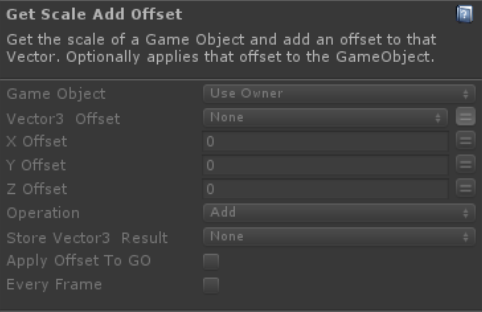 Get Scale Add Offset
Get the scale of a Game Object and add an offset to that
Vector. Optionally applies that offset to the GameObject.
Game Object Use Owner
Vector3 Offset None
X Offset 0
Y Offset 0
Z Offset 0
Operation Add
Store Vector3 Result None
Apply Offset To GO
Every Frame